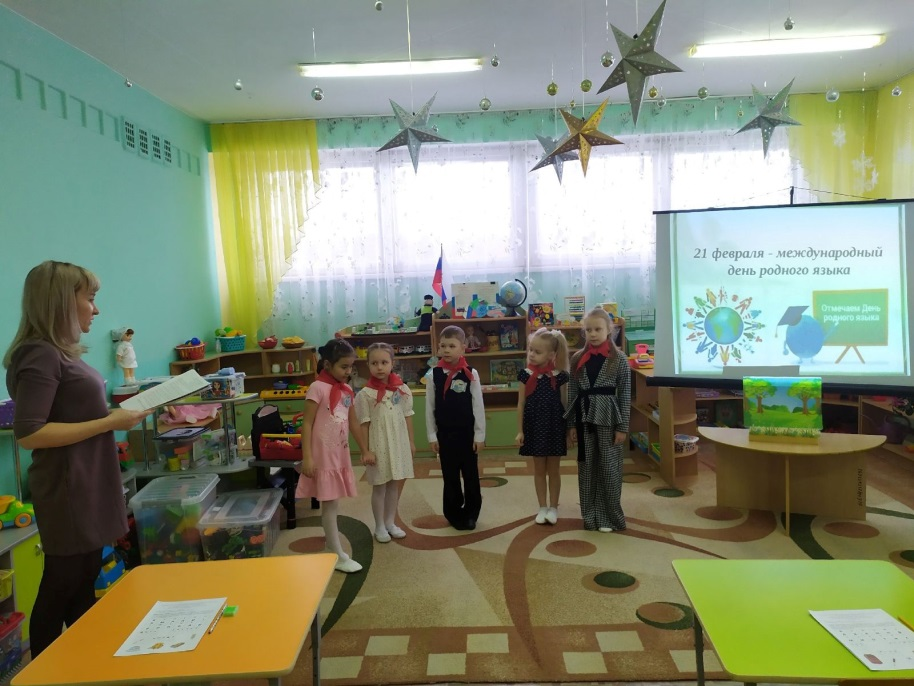 21 февраля - международный
день родного языка
Отмечаем День
родного языка